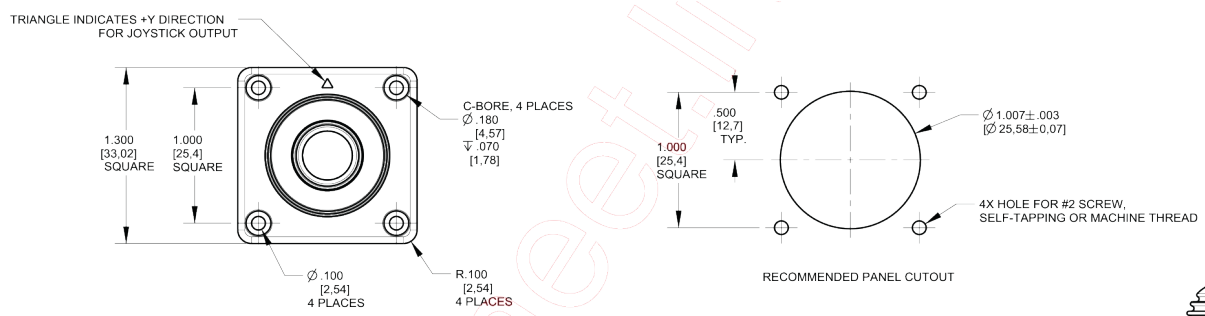 TRIANGLE INDICATES +Y DIRECTION
FOR JOYSTICK OUTPUT
1.300
[33,02]
SQUARE
1.000
[25,4]
SQUARE
C-BORE, 4 PLACES
Ø .180
[4,57]
↧ .070
[1,78]
Ø .100
[2,54]
4 PLACES
R.100
[2,54]
4 PLACES
.500
[12,7]
TYP.
1.000
[25,4]
SQUARE
Ø 1.007±.003
[Ø 25,58±0,07]
4X HOLE FOR #2 SCREW,
SELF-TAPPING OR MACHINE THREAD
RECOMMENDED PANEL CUTOUT